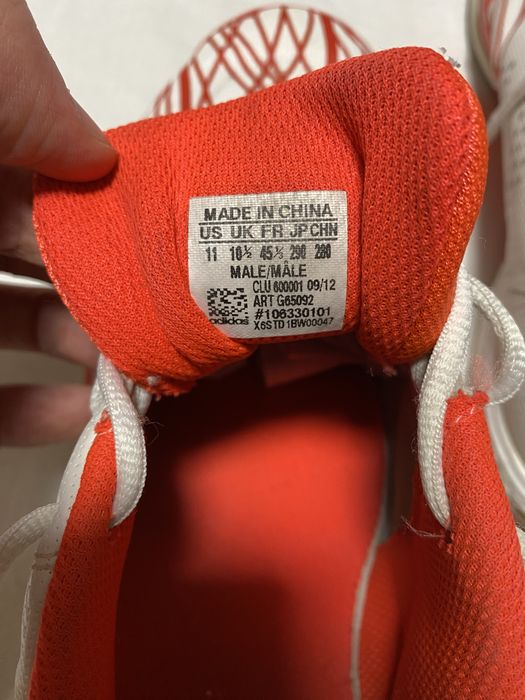 MADE IN CHINA
US UK FR JP CHN
11 10½ 45⅓ 290 280
MALE/MÂLE
CLU 600001 09/12
ART G65092
#106330101
adidas X6STD1BW00047